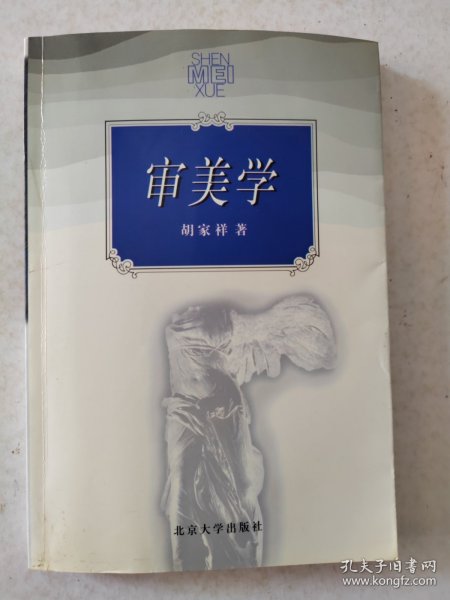 SHEN
MEI
XUE
审美学
胡家祥著
北京大学出版社
孔夫子旧书网
www.kongfz.com